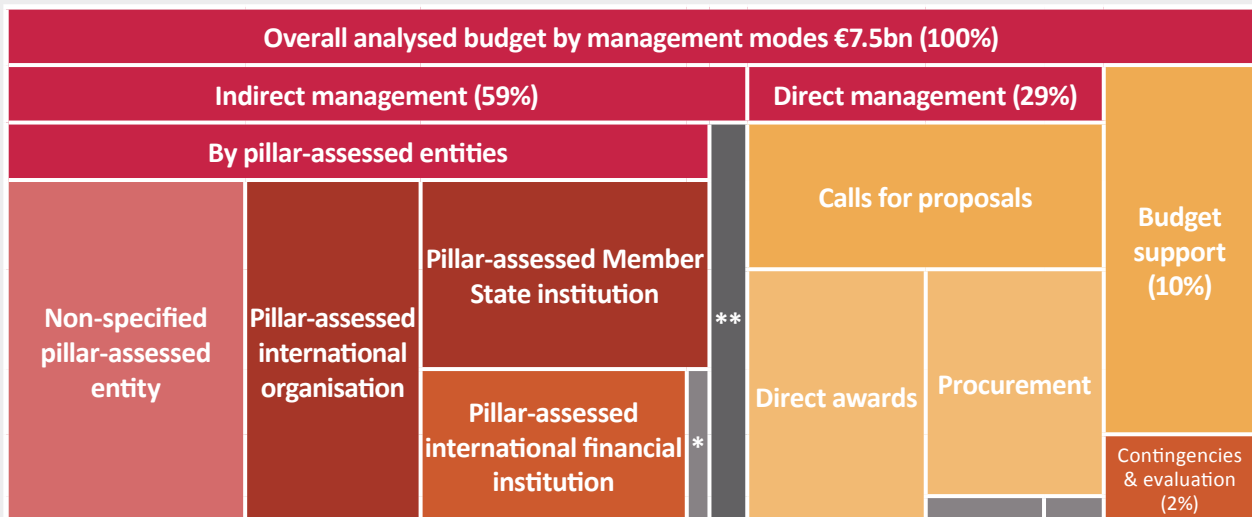 Overall analysed budget by management modes €7.5bn (100%)
Indirect management (59%)
Direct management (29%)
Budget
support
(10%)
By pillar-assessed entities
Non-specified
pillar-assessed
entity
Pillar-assessed
international
organisation
Pillar-assessed Member
State institution
Pillar-assessed
international financial
institution
*
**
Calls for proposals
Direct awards
Procurement
Contingencies
& evaluation
(2%)